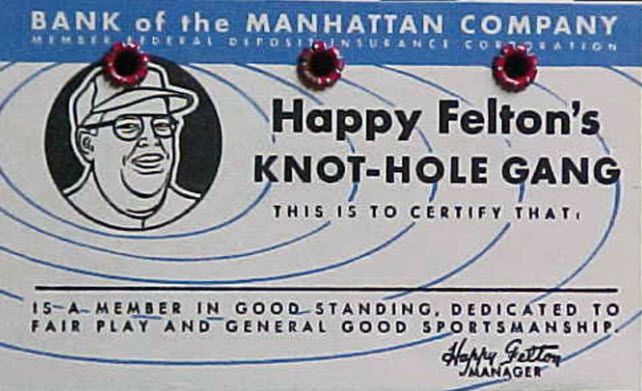 BANK of the MANHATTAN COMPANY
MEMBER FEDERAL DEPOSIT INSURANCE CORPORATION
Happy Felton's
KNOT-HOLE GANG
THIS IS TO CERTIFY THAT:
IS A MEMBER IN GOOD STANDING, DEDICATED TO
FAIR PLAY AND GENERAL GOOD SPORTSMANSHIP.
Happy Felton
MANAGER